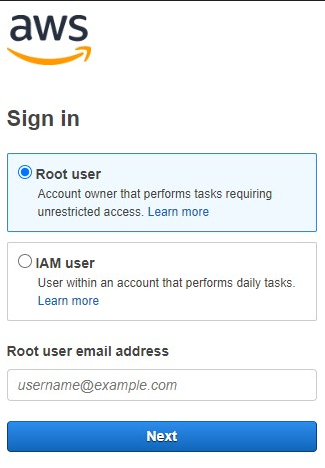 aws
Sign in
Root user
Account owner that performs tasks requiring
unrestricted access. Learn more
IAM user
User within an account that performs daily tasks.
Learn more
Root user email address
username@example.com
Next